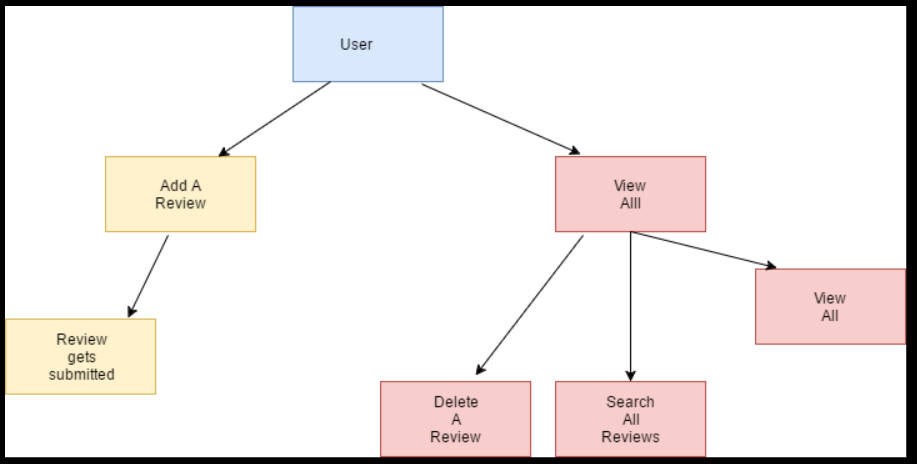 User
Add A
Review
View
Alll
View
All
Review
gets
submitted
Delete
A
Review
Search
All
Reviews